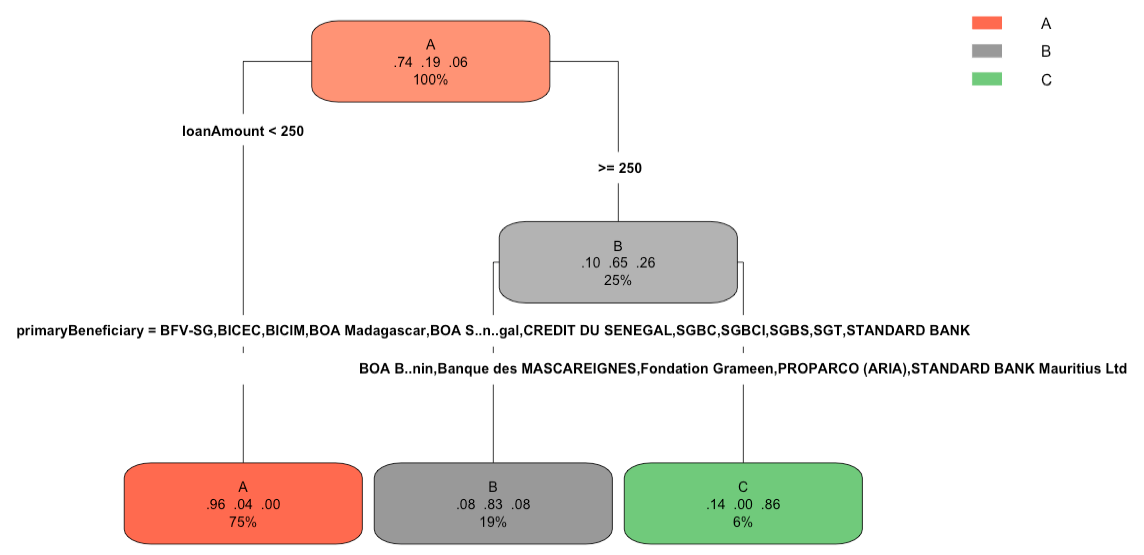 A
.74 .19 .06
100%
A
B
C
loanAmount < 250
>= 250
B
.10 .65 .26
25%
primaryBeneficiary = BFV-SG,BICEC,BICIM,BOA Madagascar,BOA S..n..gal,CREDIT DU SENEGAL,SGBC,SGBCI,SGBS,SGT,STANDARD BANK
BOA B..nin,Banque des MASCAREIGNES,Fondation Grameen,PROPARCO (ARIA),STANDARD BANK Mauritius Ltd
A
.96 .04 .00
75%
B
.08 .83 .08
19%
C
.14 .00 .86
6%